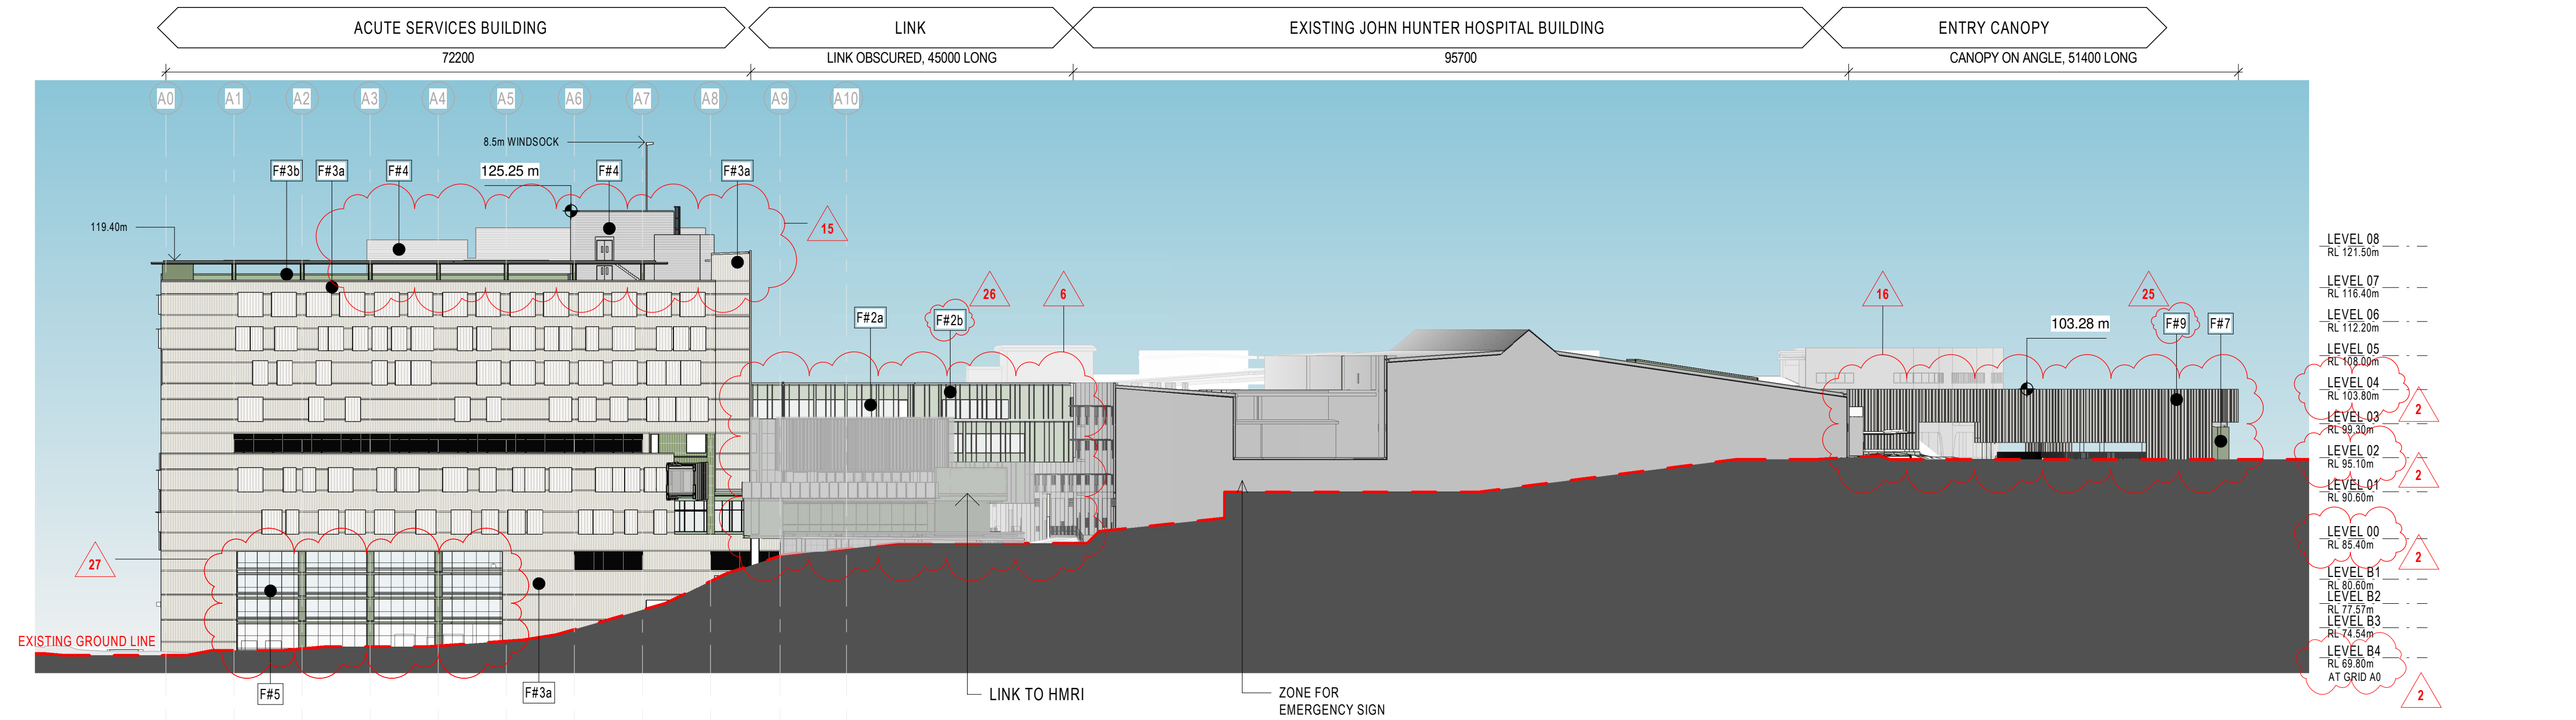 ACUTE SERVICES BUILDING
LINK
EXISTING JOHN HUNTER HOSPITAL BUILDING
ENTRY CANOPY
72200
LINK OBSCURED, 45000 LONG
95700
CANOPY ON ANGLE, 51400 LONG
A0
A1
A2
A3
A4
A5
A6
A7
A8
A9
A10
8.5m WINDSOCK
F#3b
F#3a
F#4
125.25 m
F#4
F#3a
15
119.40m
26
6
F#2a
F#2b
16
25
103.28 m
F#9
F#7
LEVEL 08
RL 121.50m
LEVEL 07
RL 116.40m
LEVEL 06
RL 112.20m
LEVEL 05
RL 108.00m
LEVEL 04
RL 103.80m
2
LEVEL 03
RL 99.30m
LEVEL 02
RL 95.10m
2
LEVEL 01
RL 90.60m
LEVEL 00
RL 85.40m
2
LEVEL B1
RL 80.60m
LEVEL B2
RL 77.57m
LEVEL B3
RL 74.54m
LEVEL B4
RL 69.80m
AT GRID A0
2
27
EXISTING GROUND LINE
F#5
F#3a
LINK TO HMRI
ZONE FOR
EMERGENCY SIGN